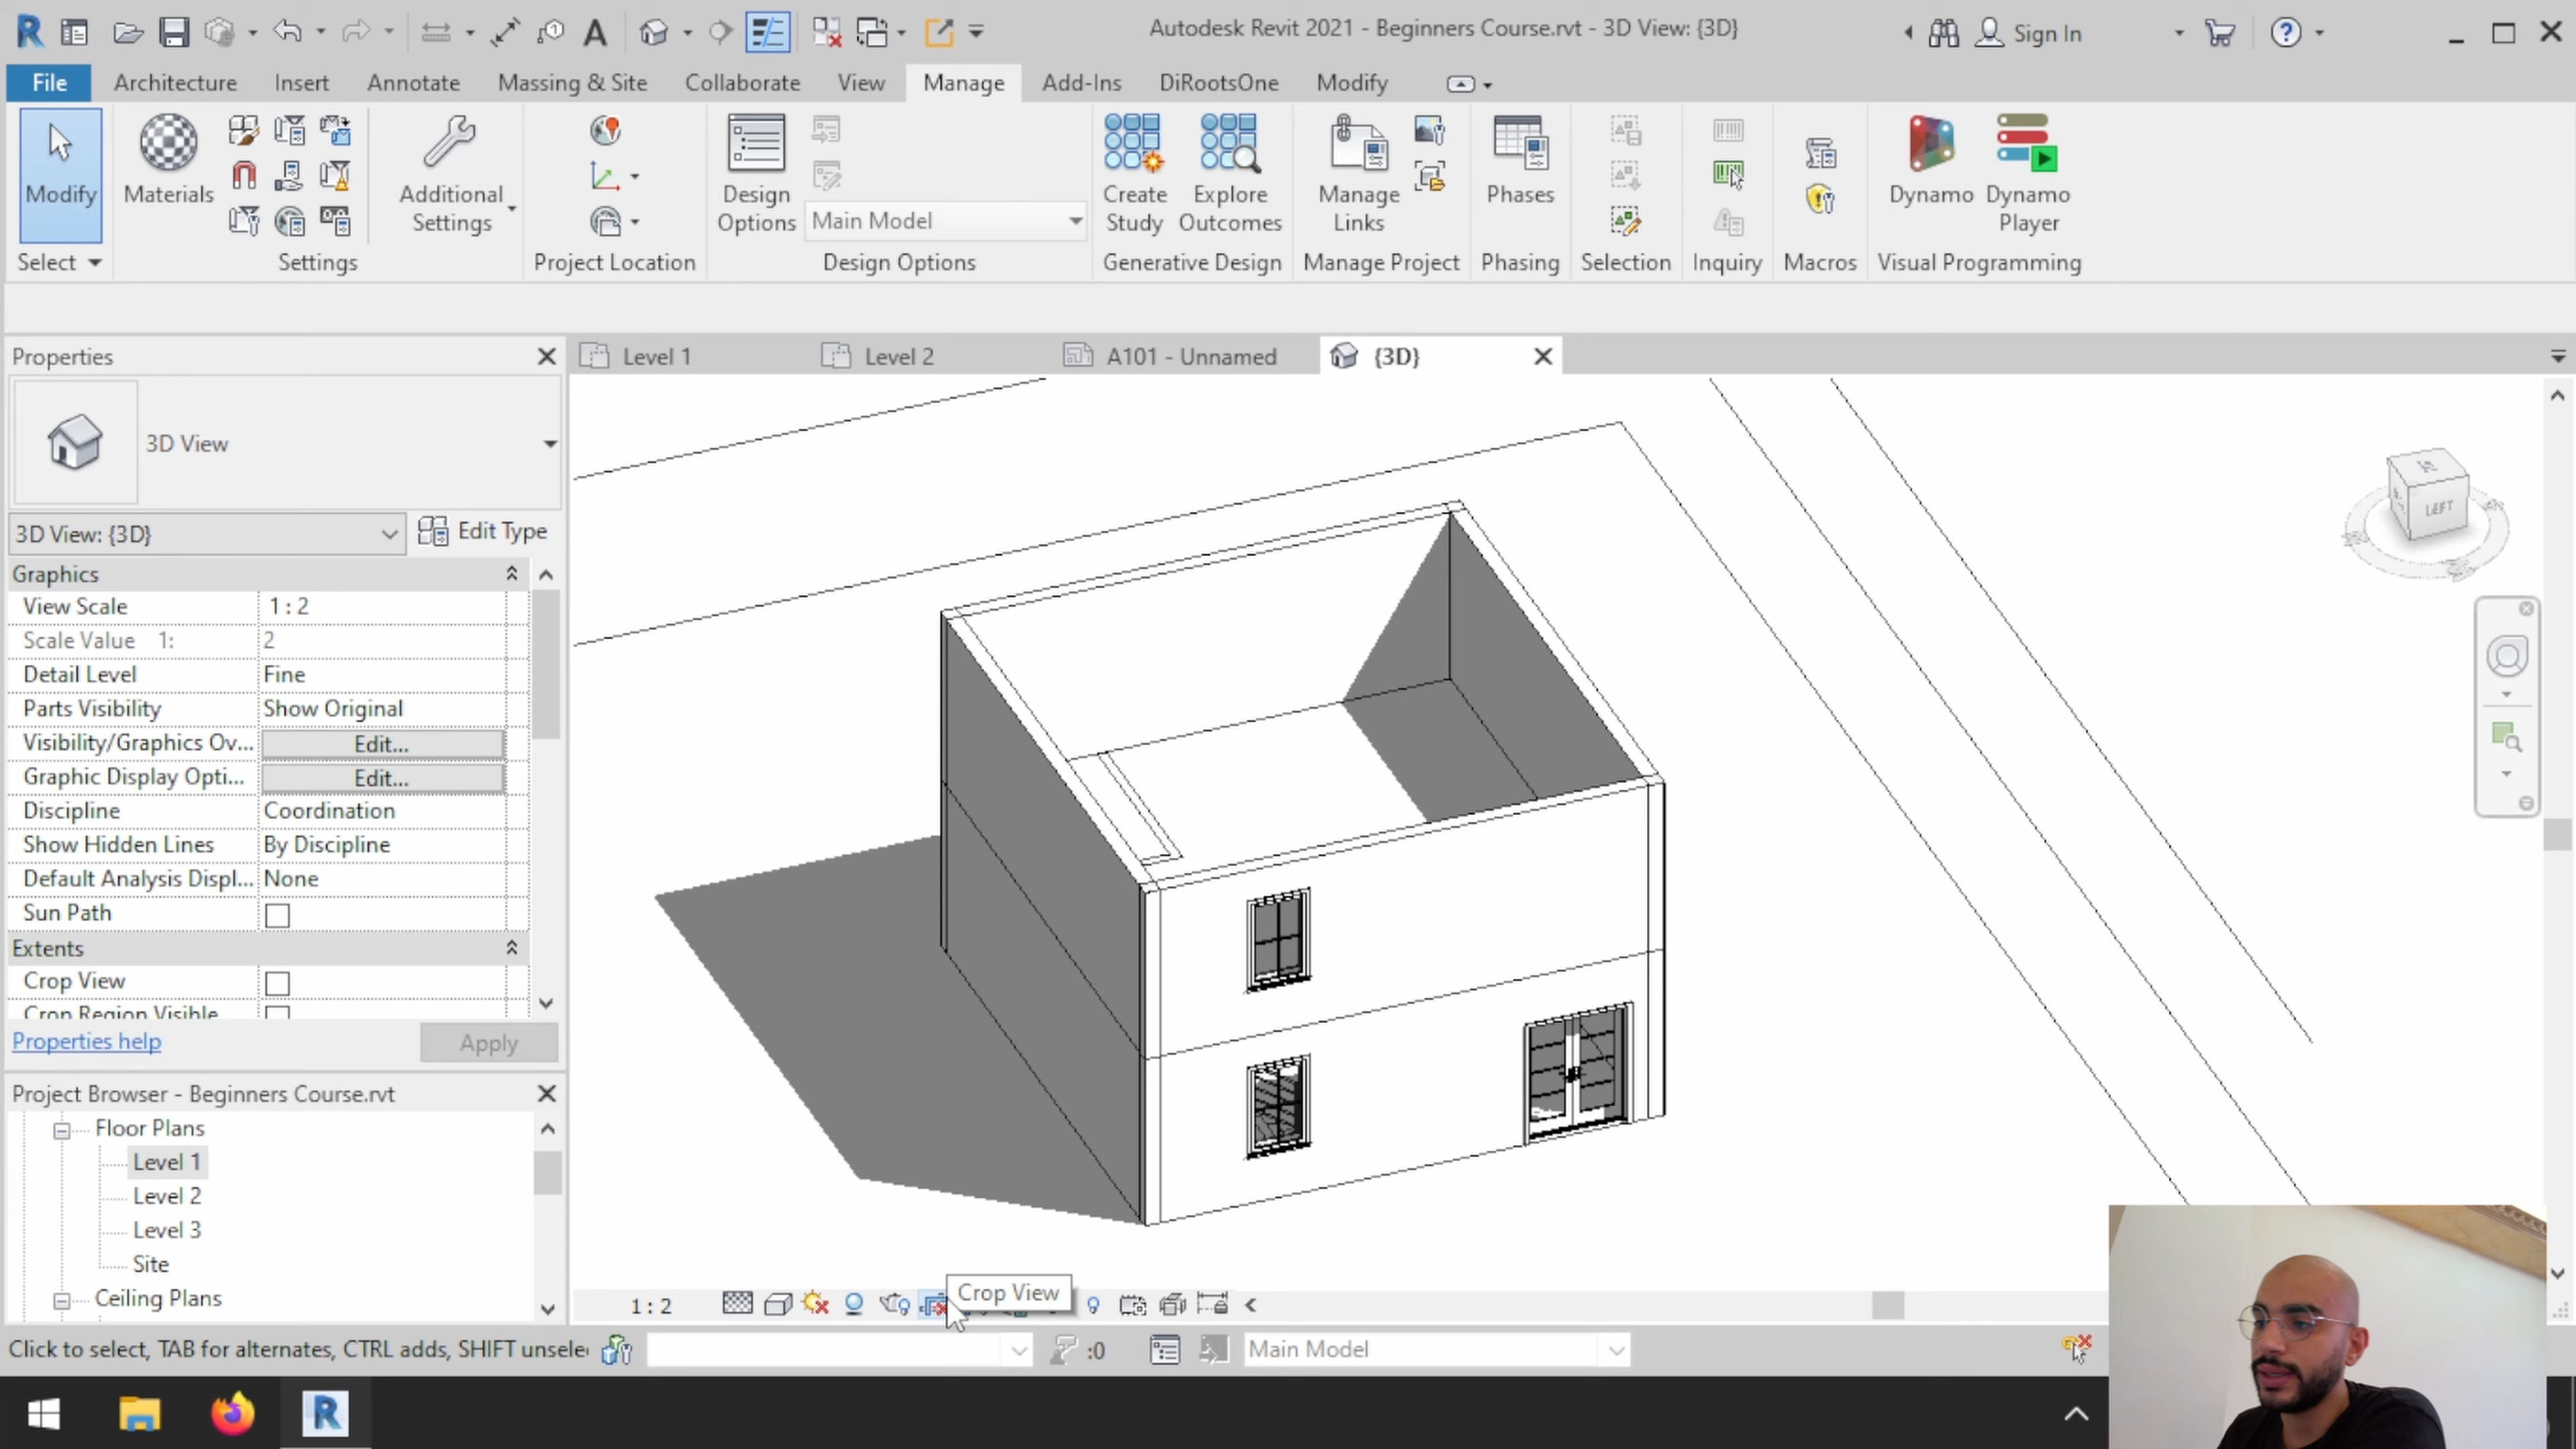 Autodesk Revit 2021 - Beginners Course.rvt - 3D View: {3D}
Sign In
File Architecture Insert Annotate Massing & Site Collaborate View Manage Add-Ins DiRootsOne Modify
Modify
Materials
Additional
Settings
Design
Options
Main Model
Create
Study
Explore
Outcomes
Manage
Links
Phases
Dynamo
Dynamo
Player
Select Settings Project Location Design Options Generative Design Manage Project Phasing Selection Inquiry Macros Visual Programming
Properties
Level 1 Level 2 A101 - Unnamed {3D}
3D View
3D View: {3D} Edit Type
Graphics
View Scale 1 : 2
Scale Value 1: 2
Detail Level Fine
Parts Visibility Show Original
Visibility/Graphics Ov... Edit...
Graphic Display Opti... Edit...
Discipline Coordination
Show Hidden Lines By Discipline
Default Analysis Displ... None
Sun Path
Extents
Crop View
Crop Region Visible
Properties help Apply
Project Browser - Beginners Course.rvt
Floor Plans
Level 1
Level 2
Level 3
Site
Ceiling Plans
LEFT
1 : 2
Crop View
Click to select, TAB for alternates, CTRL adds, SHIFT unsele
:0
Main Model